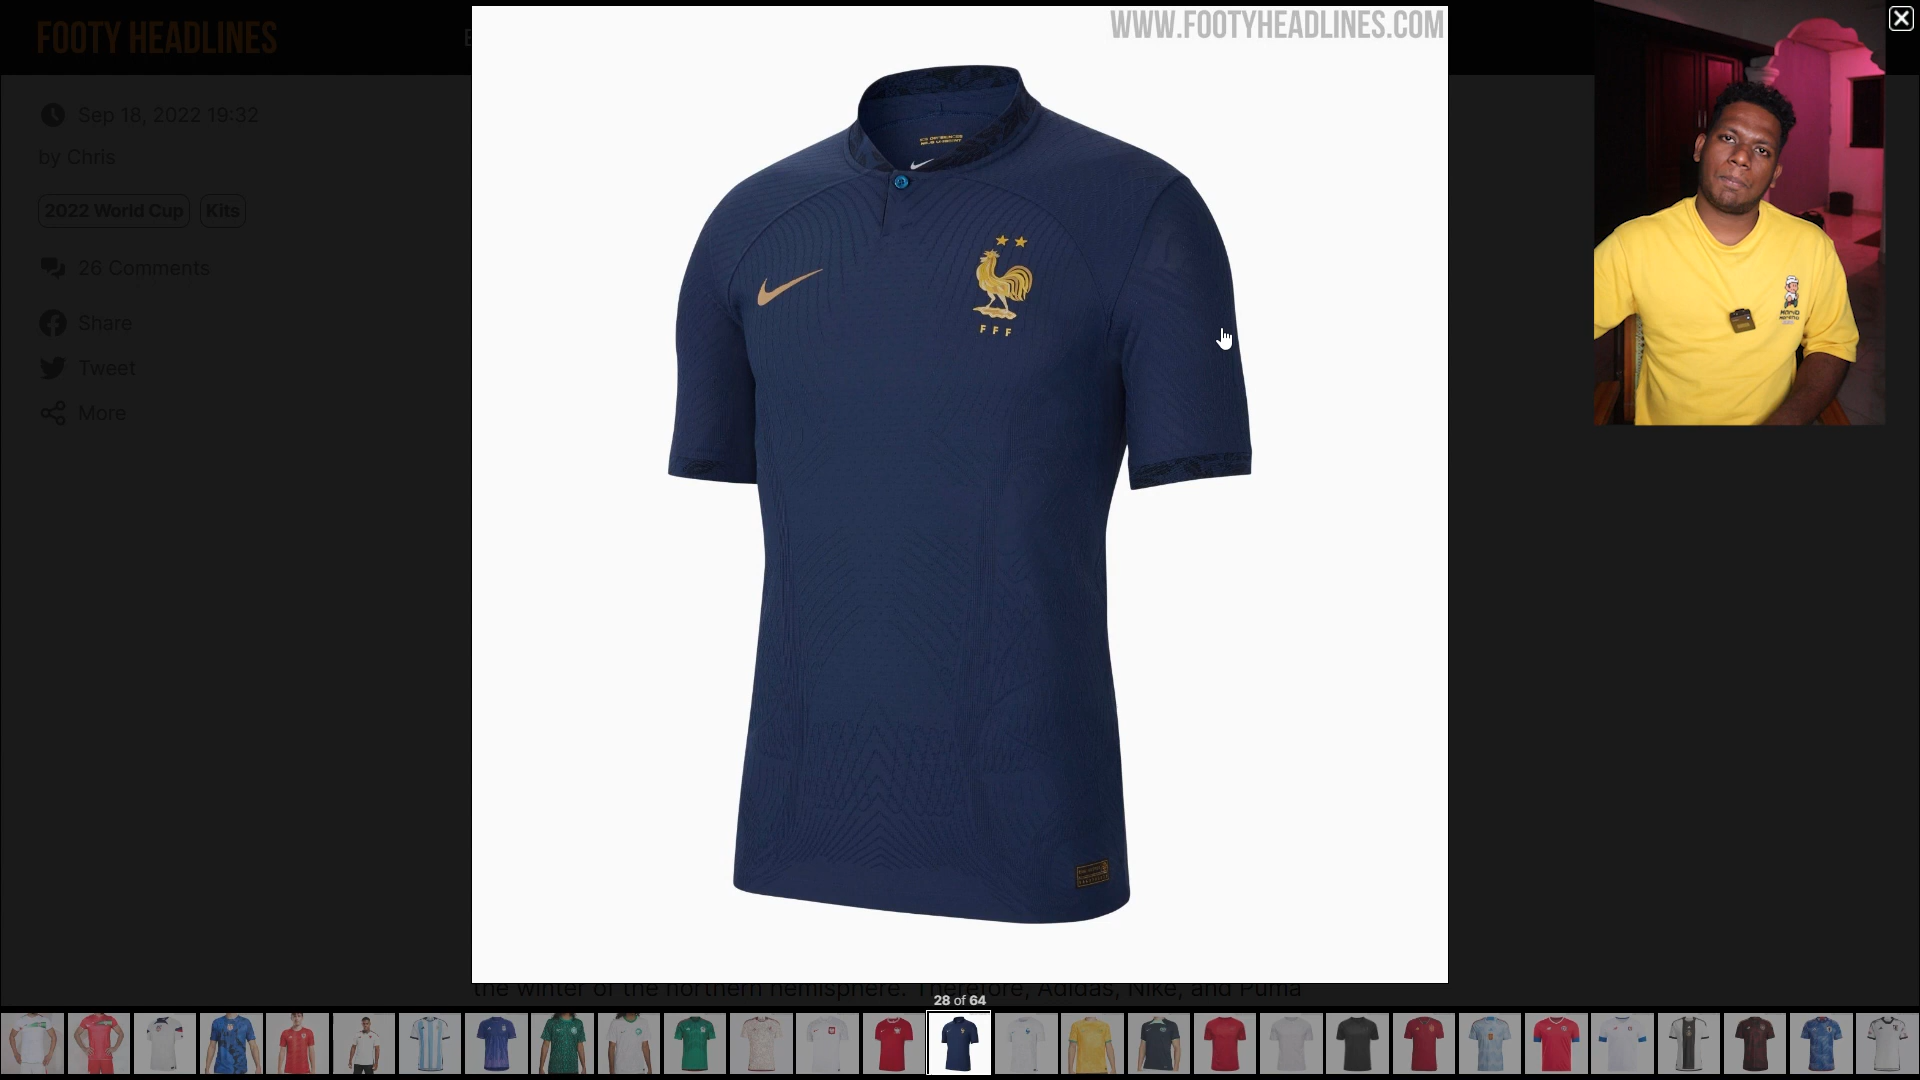 WWW.FOOTYHEADLINES.COM
FOOTY HEADLINES
Sep 18, 2022 19:32
by Chris
2022 World Cup
Kits
26 Comments
Share
Tweet
More
FFF
the winter of the northern hemisphere. Therefore, Adidas, Nike, and Puma
28 of 64